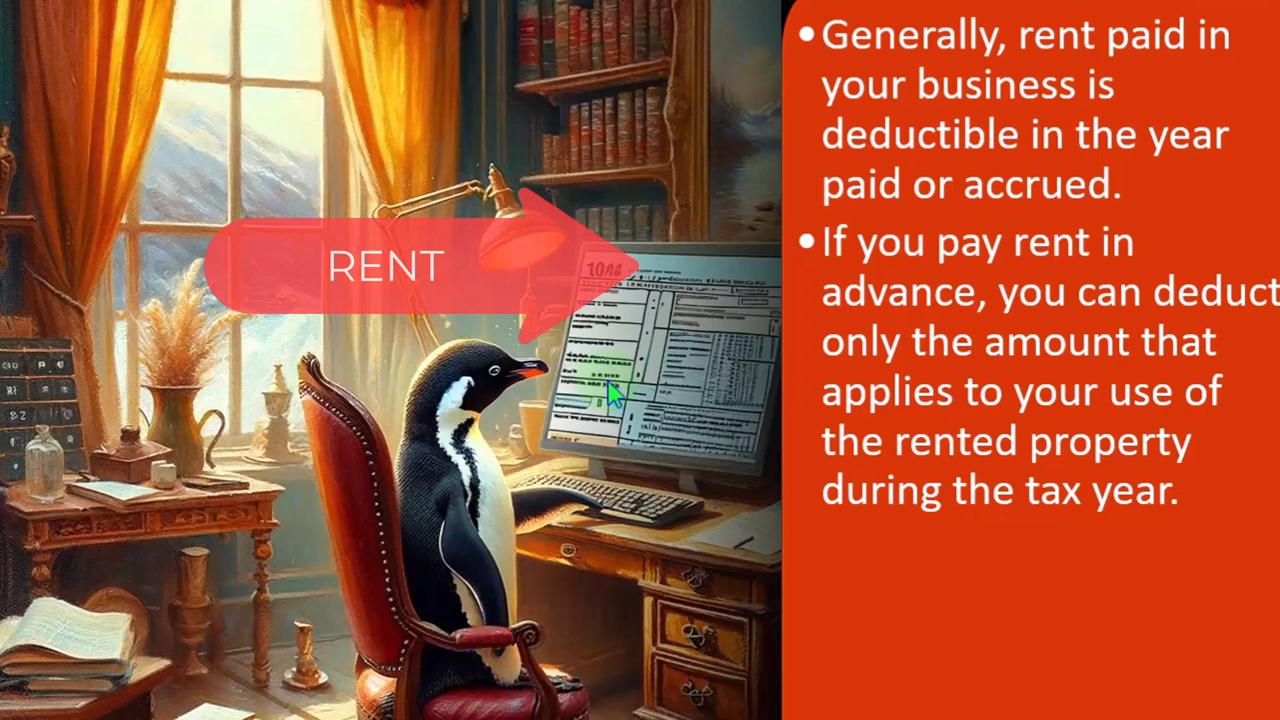 RENT
1040
• Generally, rent paid in
your business is
deductible in the year
paid or accrued.
• If you pay rent in
advance, you can deduct
only the amount that
applies to your use of
the rented property
during the tax year.